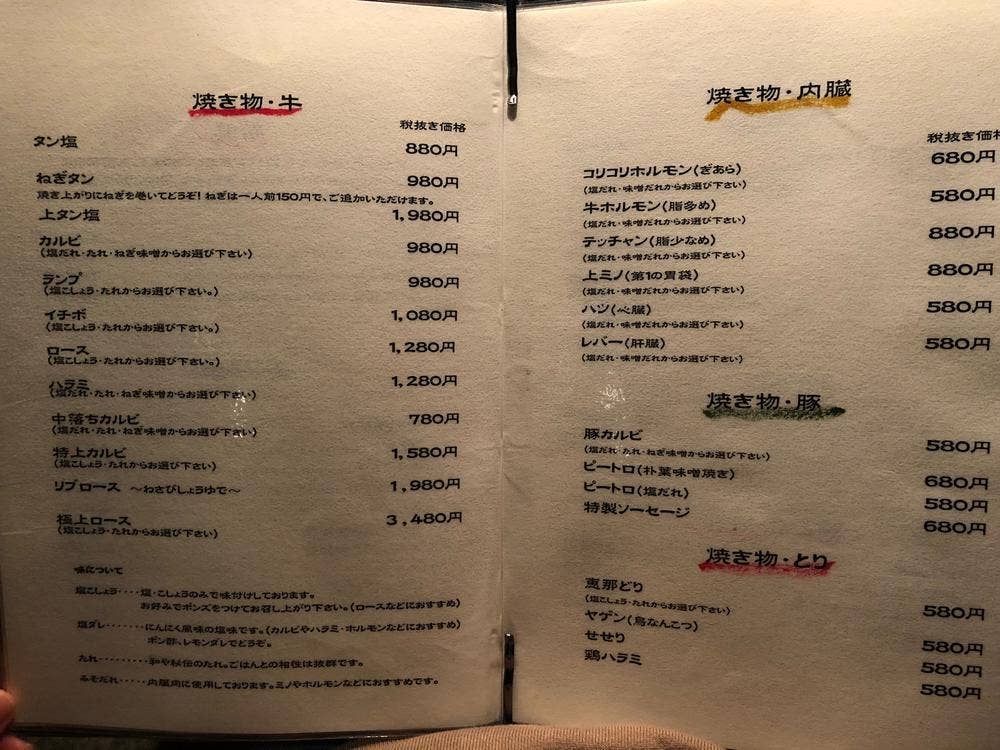 焼き物・牛
税抜き価格
タン塩 880円
ねぎタン 980円
焼き上がりにねぎを巻いてどうぞ! ねぎは一人前150円で、ご追加いただけます。
上タン塩 1,980円
カルビ 980円
(塩だれ・たれ・ねぎ味噌からお選び下さい)
ランプ 980円
(塩こしょう・たれからお選び下さい。)
イチボ 1,080円
(塩こしょう・たれからお選び下さい。)
ロース 1,280円
(塩こしょう・たれからお選び下さい。)
ハラミ 1,280円
(塩だれ・たれ・ねぎ味噌からお選び下さい)
中落ちカルビ 780円
(塩だれ・たれ・ねぎ味噌からお選び下さい)
特上カルビ 1,580円
(塩こしょう・たれからお選び下さい)
リブロース ～わさびしょうゆで～ 1,980円
極上ロース 3,480円
(塩こしょう・たれからお選び下さい)
味について
塩こしょう・・・・塩・こしょうのみで味付けしております。
お好みでポンズをつけてお召し上がり下さい。(ロースなどにおすすめ)
塩ダレ・・・・・・・にんにく風味の塩味です。(カルビやハラミ・ホルモンなどにおすすめ)
ポン酢、レモンダレでどうぞ。
たれ・・・・・・・・・和や秘伝のたれ。ごはんとの相性は抜群です。
みそだれ・・・・・内臓肉に使用しております。ミノやホルモンなどにおすすめです。
焼き物・内臓
税抜き価格
コリコリホルモン(ぎあら) 680円
(塩だれ・味噌だれからお選び下さい)
牛ホルモン(脂多め) 580円
(塩だれ・味噌だれからお選び下さい)
テッチャン(脂少なめ) 880円
(塩だれ・味噌だれからお選び下さい)
上ミノ(第1の胃袋) 880円
(塩だれ・味噌だれからお選び下さい)
ハツ(心臓) 580円
(塩だれ・味噌だれからお選び下さい)
レバー(肝臓) 580円
(塩だれ・味噌だれからお選び下さい)
焼き物・豚
豚カルビ 580円
(塩だれ・たれ・ねぎ味噌からお選び下さい)
ピートロ(朴葉味噌焼き) 680円
ピートロ(塩だれ) 580円
特製ソーセージ 680円
焼き物・とり
恵那どり 580円
(塩こしょう・たれからお選び下さい)
ヤゲン(鳥なんこつ) 580円
せせり 580円
鶏ハラミ 580円